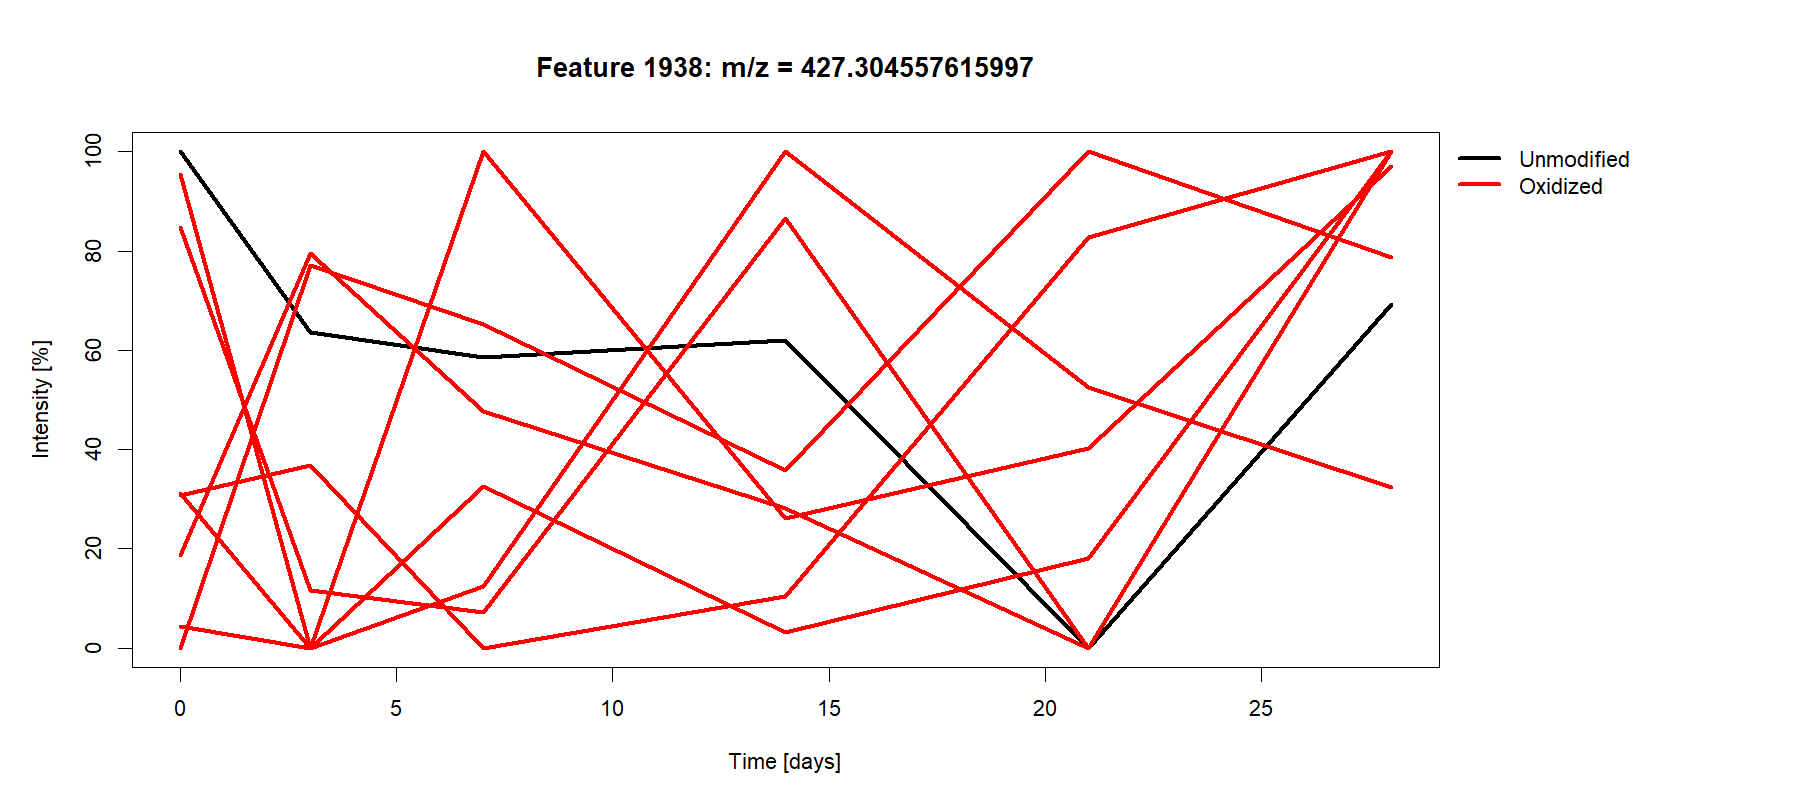 Feature 1938: m/z = 427.304557615997
Unmodified
Oxidized
Intensity [%]
100
80
60
40
20
0
0 5 10 15 20 25
Time [days]